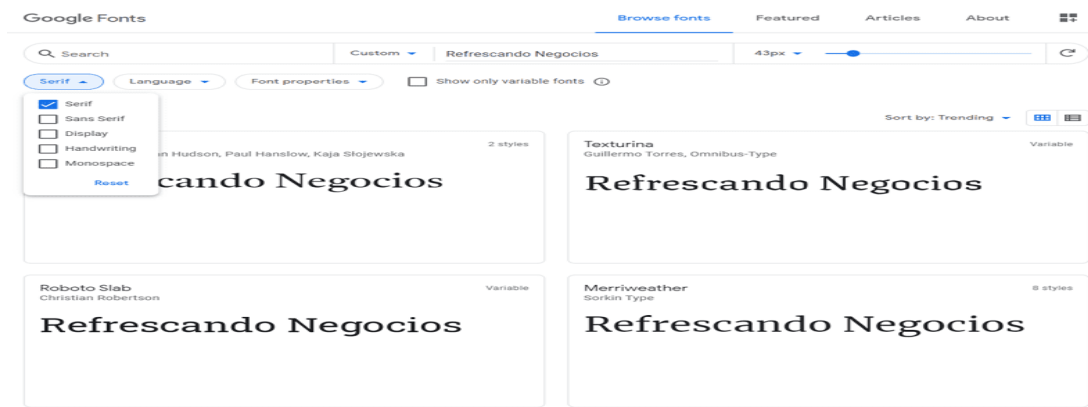 Google Fonts
Browse fonts Featured Articles About
Search Custom Refrescando Negocios 43px
Serif Language Font properties Show only variable fonts
Serif
Sans Serif
Display
Handwriting
Monospace
Reset
Sort by: Trending
2 styles
Hudson, Paul Hanslow, Kaja Słojewska
cando Negocios
Texturina Variable
Guillermo Torres, Omnibus-Type
Refrescando Negocios
Roboto Slab Variable
Christian Robertson
Refrescando Negocios
Merriweather 8 styles
Sorkin Type
Refrescando Negocios